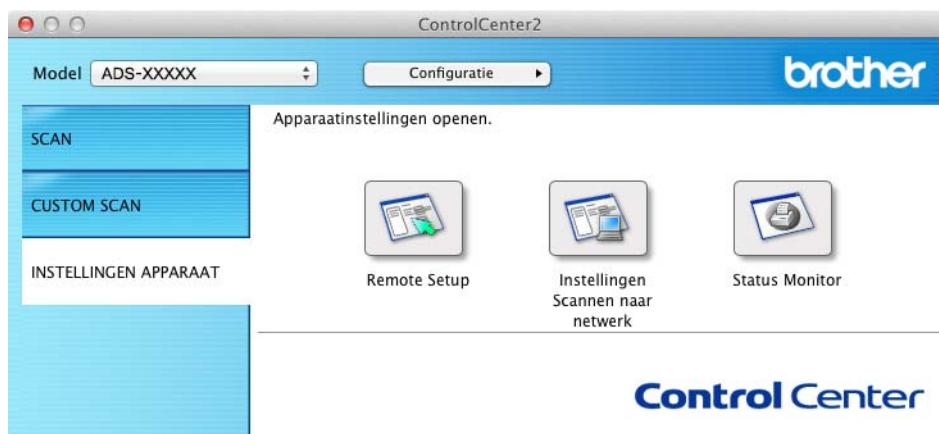 ControlCenter2
Model ADS-XXXXX Configuratie brother
SCAN
CUSTOM SCAN
INSTELLINGEN APPARAAT
Apparaatinstellingen openen.
Remote Setup
Instellingen
Scannen naar
netwerk
Status Monitor
Control Center